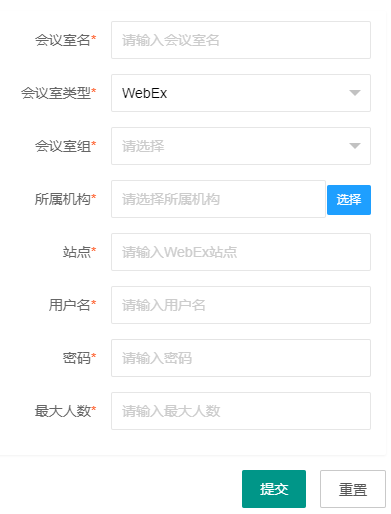 会议室名* 请输入会议室名
会议室类型* WebEx
会议室组* 请选择
所属机构* 请选择所属机构 选择
站点* 请输入WebEx站点
用户名* 请输入用户名
密码* 请输入密码
最大人数* 请输入最大人数
提交 重置